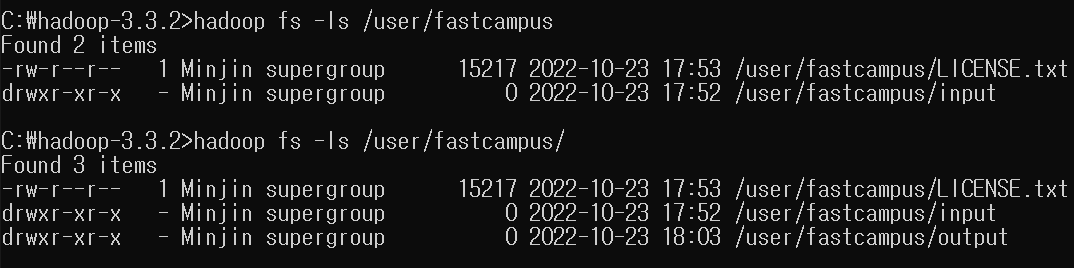 C:₩hadoop-3.3.2>hadoop fs -ls /user/fastcampus
Found 2 items
-rw-r--r--   1 Minjin supergroup      15217 2022-10-23 17:53 /user/fastcampus/LICENSE.txt
drwxr-xr-x   - Minjin supergroup          0 2022-10-23 17:52 /user/fastcampus/input
C:₩hadoop-3.3.2>hadoop fs -ls /user/fastcampus/
Found 3 items
-rw-r--r--   1 Minjin supergroup      15217 2022-10-23 17:53 /user/fastcampus/LICENSE.txt
drwxr-xr-x   - Minjin supergroup          0 2022-10-23 17:52 /user/fastcampus/input
drwxr-xr-x   - Minjin supergroup          0 2022-10-23 18:03 /user/fastcampus/output